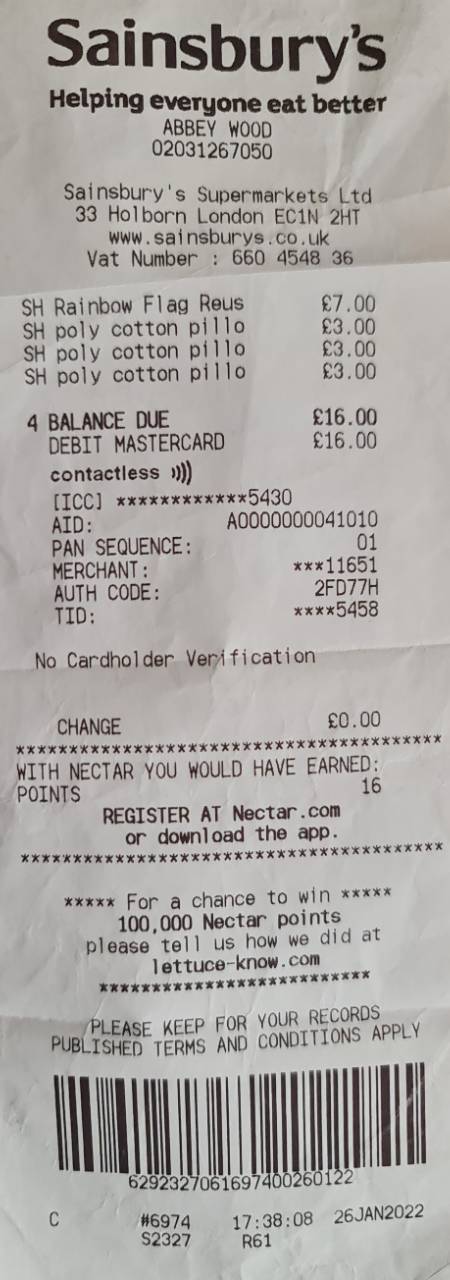 Sainsbury's
Helping everyone eat better
ABBEY WOOD
02031267050
Sainsbury's Supermarkets Ltd
33 Holborn London EC1N 2HT
www.sainsburys.co.uk
Vat Number : 660 4548 36
SH Rainbow Flag Reus £7.00
SH poly cotton pillo £3.00
SH poly cotton pillo £3.00
SH poly cotton pillo £3.00
4 BALANCE DUE £16.00
DEBIT MASTERCARD £16.00
contactless
[ICC] ************5430
AID: A0000000041010
PAN SEQUENCE: 01
MERCHANT: ***11651
AUTH CODE: 2FD77H
TID: ****5458
No Cardholder Verification
CHANGE £0.00
****************************************
WITH NECTAR YOU WOULD HAVE EARNED:
POINTS 16
REGISTER AT Nectar.com
or download the app.
****************************************
***** For a chance to win *****
100,000 Nectar points
please tell us how we did at
lettuce-know.com
**************************
PLEASE KEEP FOR YOUR RECORDS
PUBLISHED TERMS AND CONDITIONS APPLY
6292327061697400260122
C #6974 17:38:08 26JAN2022
S2327 R61